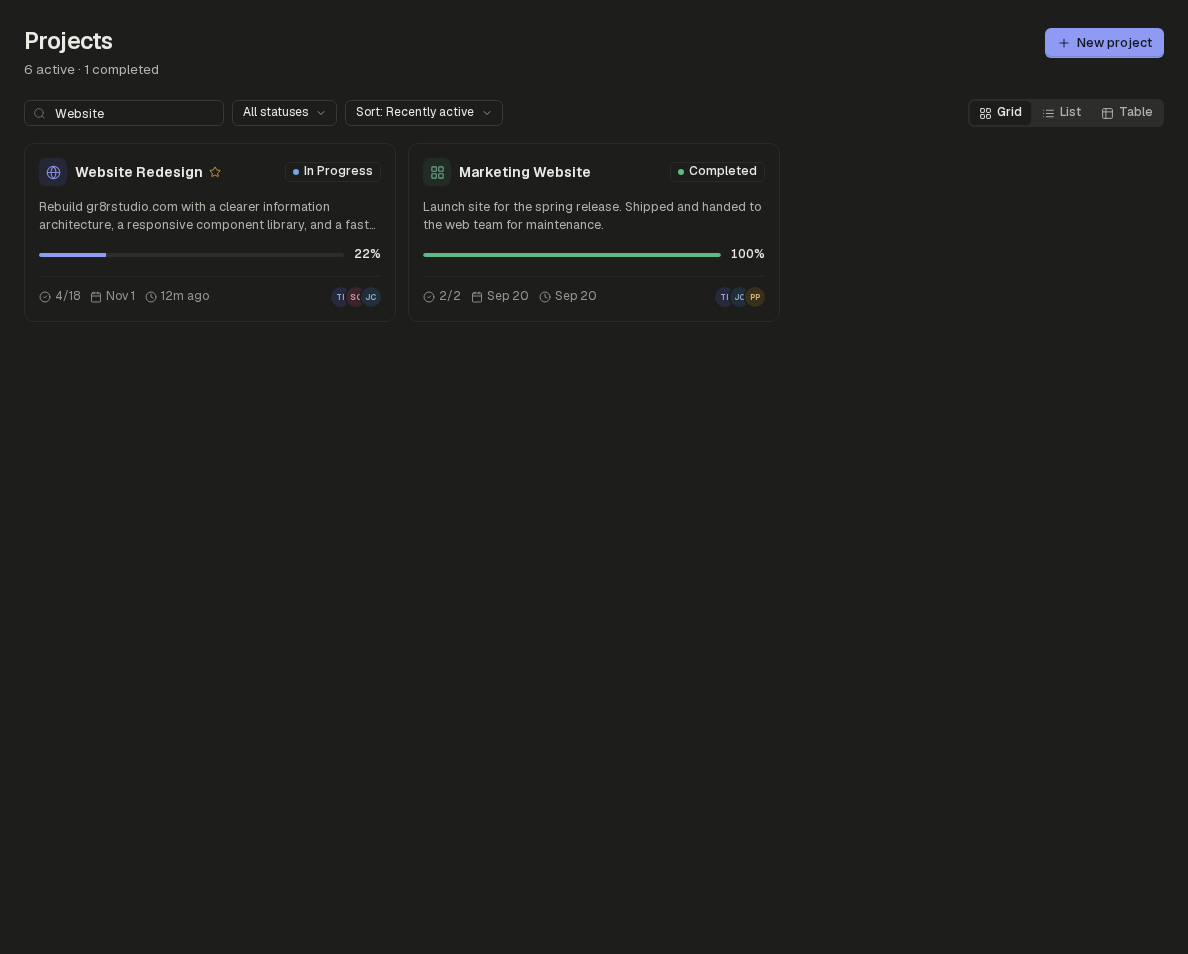 Projects
New project
6 active · 1 completed
Website
All statuses
Sort: Recently active
Grid
List
Table
Website Redesign
In Progress
Rebuild gr8rstudio.com with a clearer information
architecture, a responsive component library, and a fast…
22%
4/18
Nov 1
12m ago
JC
Marketing Website
Completed
Launch site for the spring release. Shipped and handed to
the web team for maintenance.
100%
2/2
Sep 20
Sep 20
PP